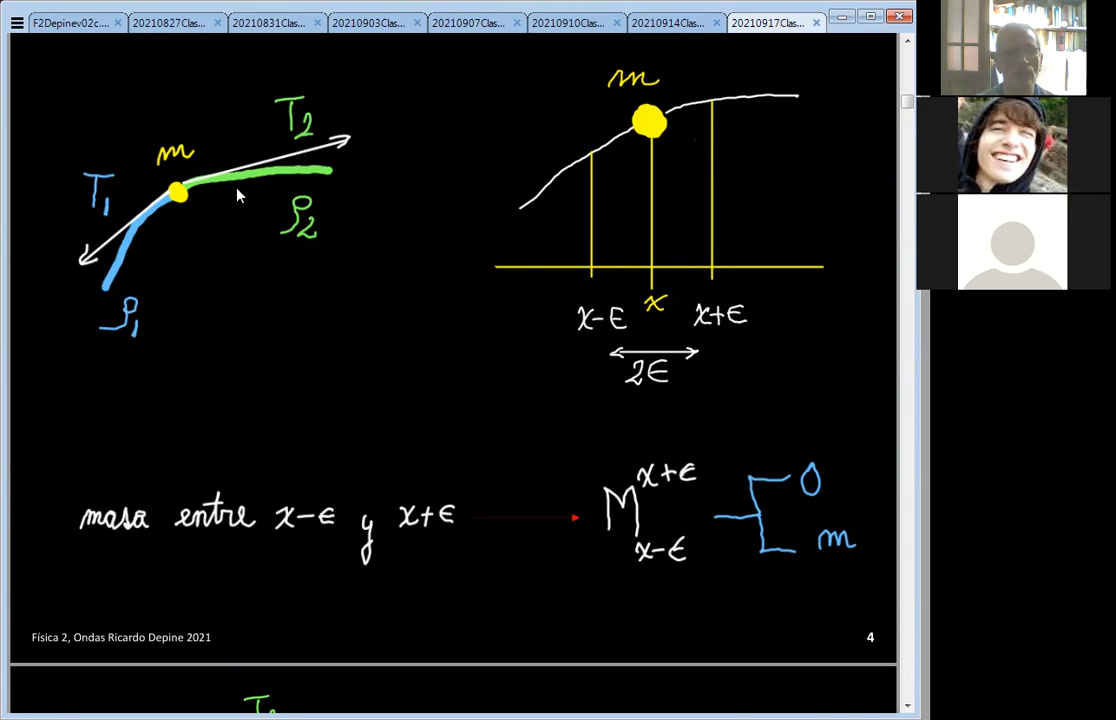 F2Depinev02c.... 20210827Clas... 20210831Clas... 20210903Clas... 20210907Clas... 20210910Clas... 20210914Clas... 20210917Clas...
m
T₂
m
T₁
ρ₂
ρ₁
x-ϵ x x+ϵ
2ϵ
masa entre x-ϵ y x+ϵ
M x+ϵ x-ϵ
0
m
Física 2, Ondas Ricardo Depine 2021 4
T₂